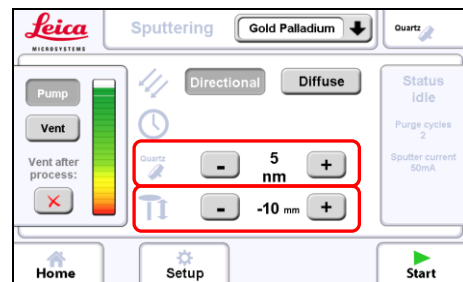 Leica
MICROSYSTEMS
Sputtering
Gold Palladium
Quartz
Pump
Vent
Vent after
process:
Directional
Diffuse
Quartz
-
5
nm
+
-
-10 mm
+
Status
Idle
Purge cycles
2
Sputter current
50mA
Home
Setup
Start